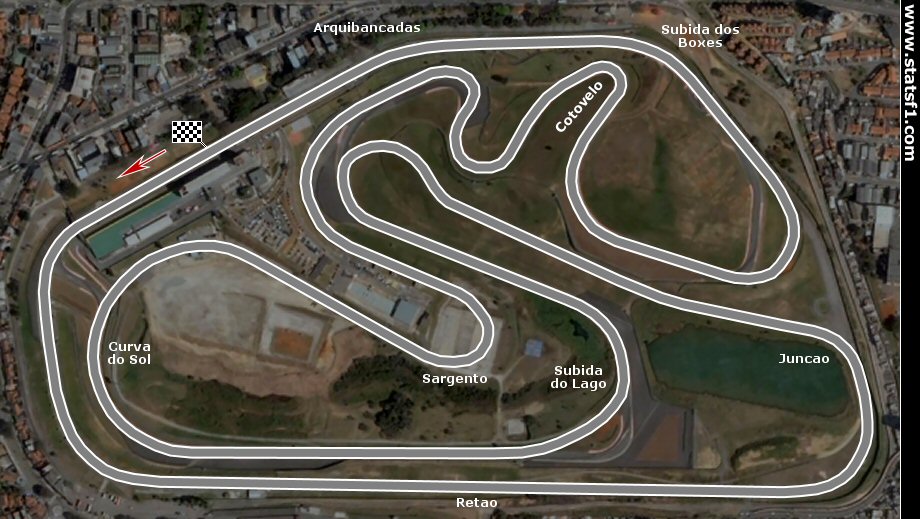 Arquibancadas
Subida dos
Boxes
www.statsf1.com
Cotovelo
Curva
do Sol
Sargento
Subida
do Lago
Juncao
Retao